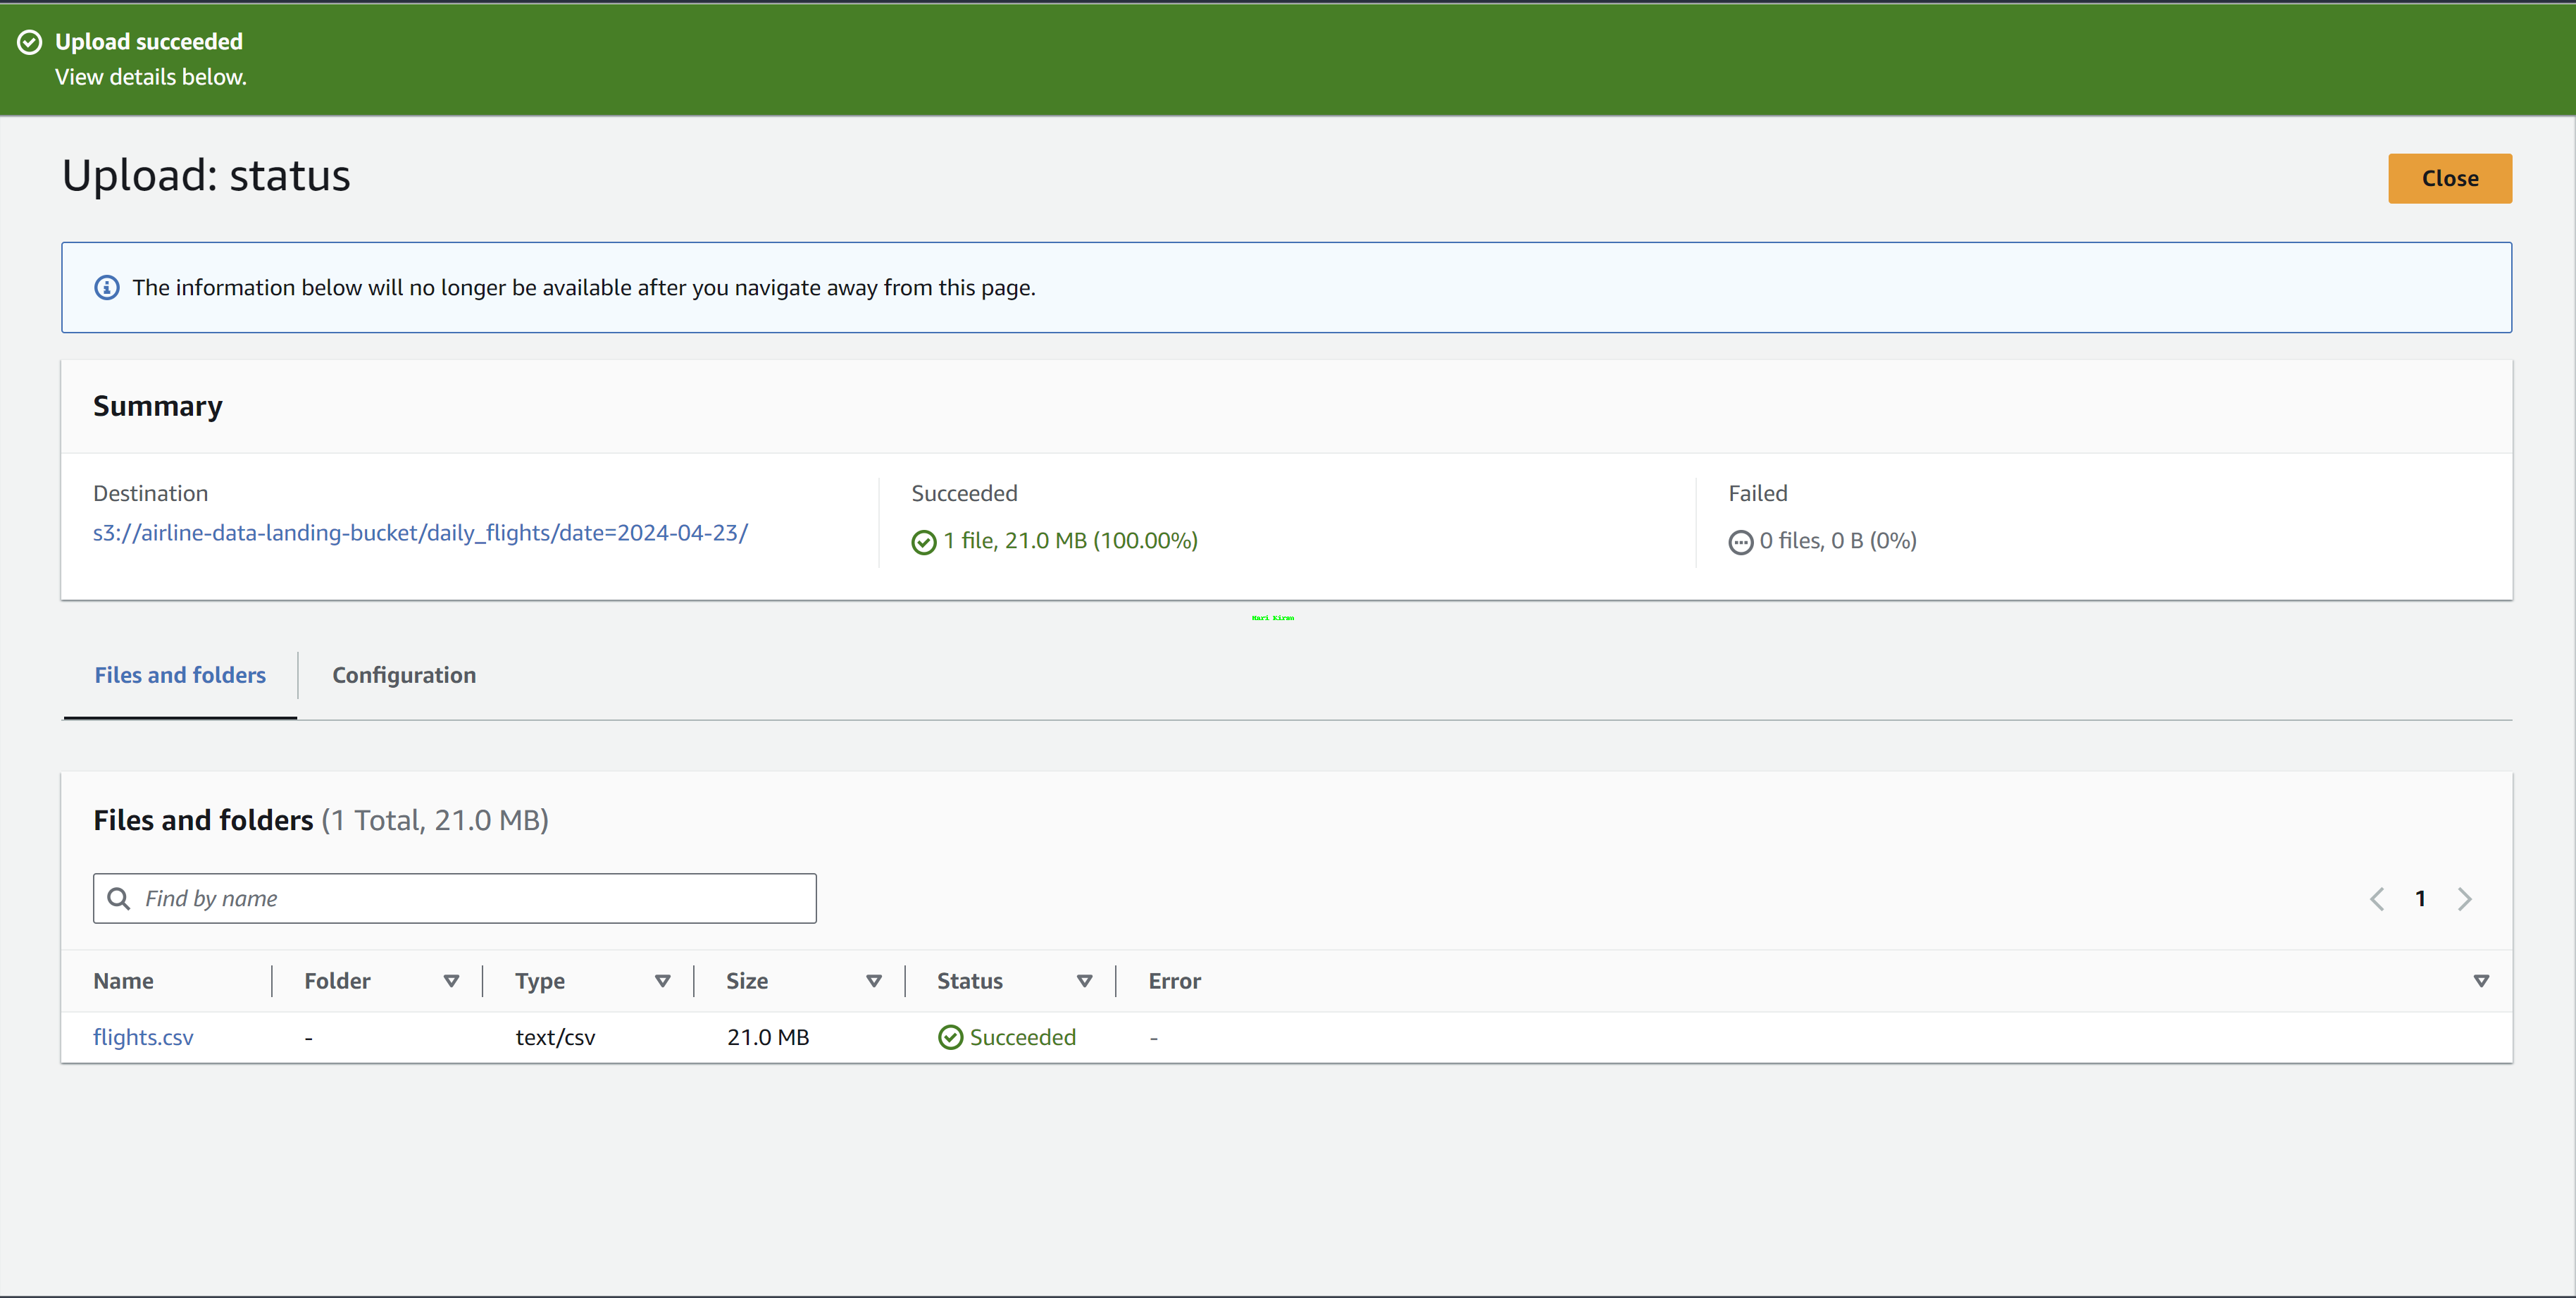 Upload succeeded
View details below.
Upload: status
Close
The information below will no longer be available after you navigate away from this page.
Summary
Destination
s3://airline-data-landing-bucket/daily_flights/date=2024-04-23/
Succeeded
1 file, 21.0 MB (100.00%)
Failed
0 files, 0 B (0%)
Hari Kiran
Files and folders
Configuration
Files and folders (1 Total, 21.0 MB)
Find by name
1
Name Folder Type Size Status Error
flights.csv - text/csv 21.0 MB Succeeded -